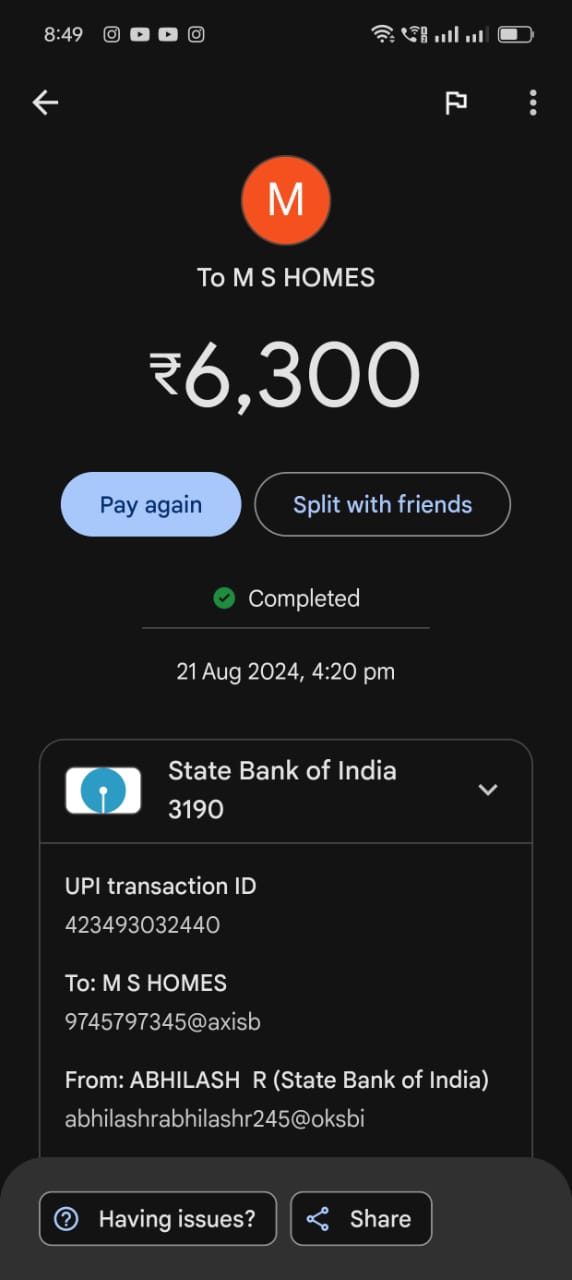 8:49
M
To M S HOMES
₹6,300
Pay again
Split with friends
Completed
21 Aug 2024, 4:20 pm
State Bank of India
3190
UPI transaction ID
423493032440
To: M S HOMES
9745797345@axisb
From: ABHILASH  R (State Bank of India)
abhilashrabhilashr245@oksbi
Having issues?
Share